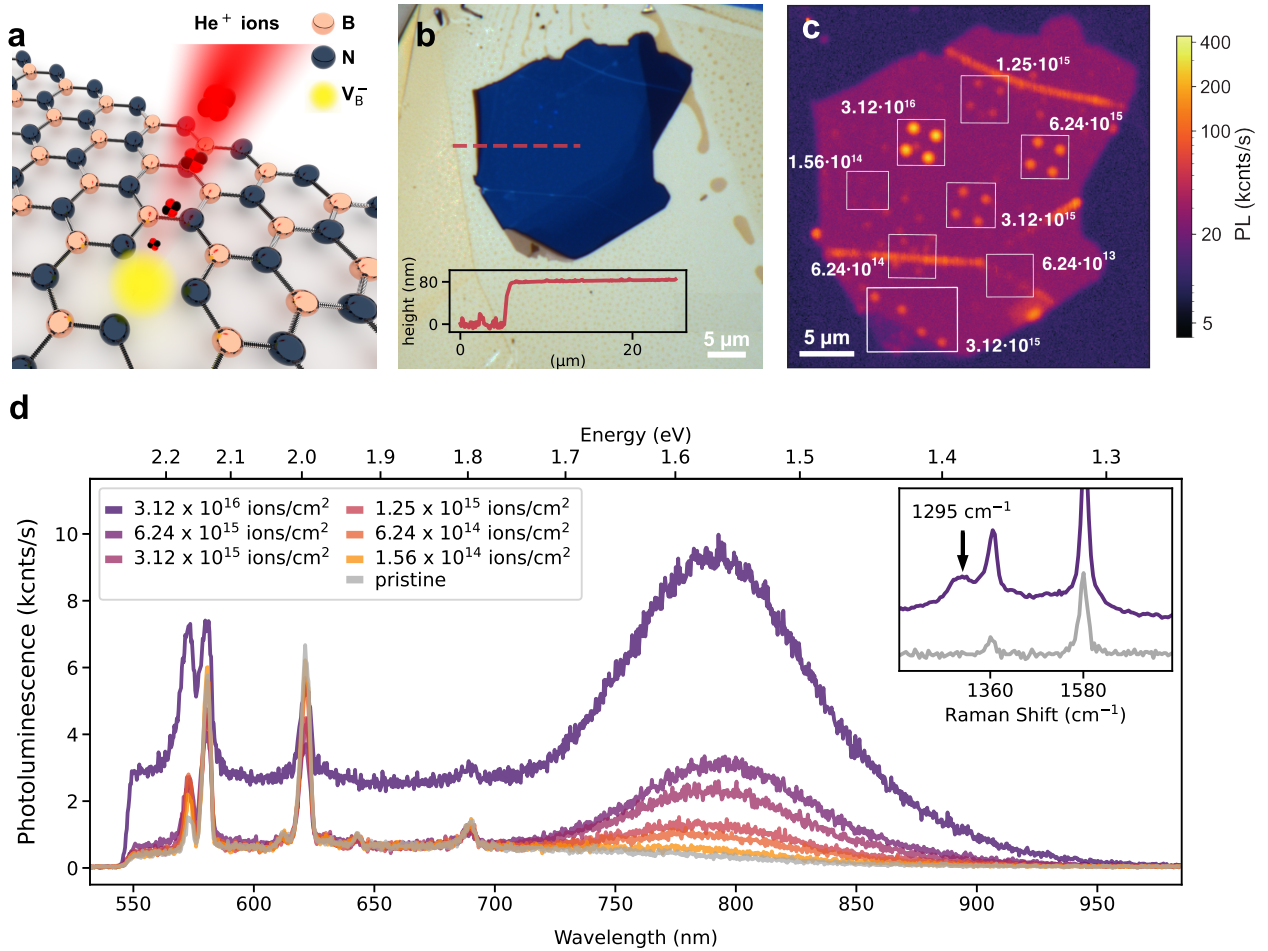 a
He⁺ ions
B
N
V_B⁻
b
height (nm)
80
0
0
20
(μm)
5 μm
c
1.25·10¹⁵
3.12·10¹⁶
6.24·10¹⁵
1.56·10¹⁴
3.12·10¹⁵
6.24·10¹⁴
6.24·10¹³
3.12·10¹⁵
5 μm
400
200
100
20
5
PL (kcnts/s)
d
Energy (eV)
2.2 2.1 2.0 1.9 1.8 1.7 1.6 1.5 1.4 1.3
3.12 x 10¹⁶ ions/cm²
6.24 x 10¹⁵ ions/cm²
3.12 x 10¹⁵ ions/cm²
1.25 x 10¹⁵ ions/cm²
6.24 x 10¹⁴ ions/cm²
1.56 x 10¹⁴ ions/cm²
pristine
1295 cm⁻¹
1360 1580
Raman Shift (cm⁻¹)
Photoluminescence (kcnts/s)
10
8
6
4
2
0
550 600 650 700 750 800 850 900 950
Wavelength (nm)